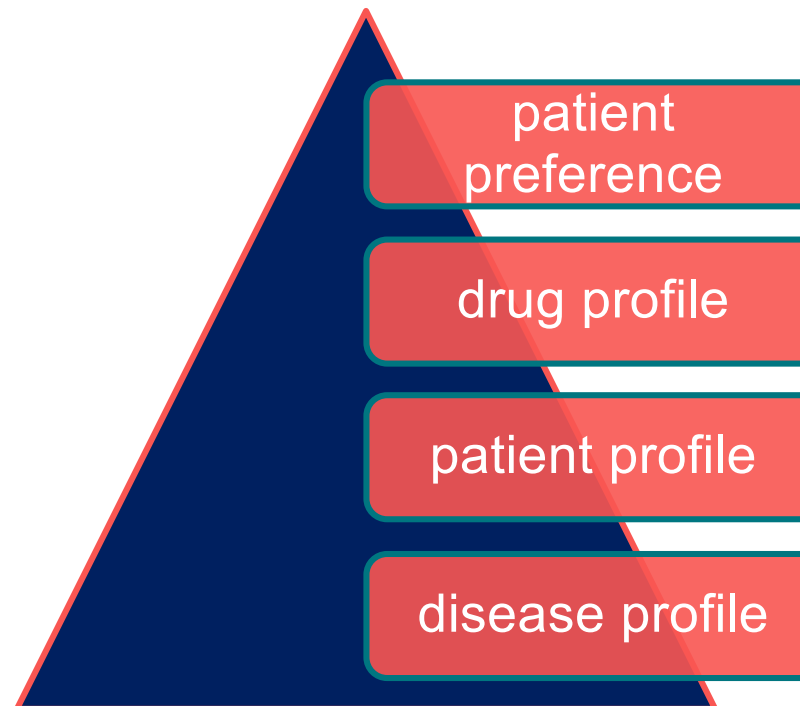 patient
preference
drug profile
patient profile
disease profile